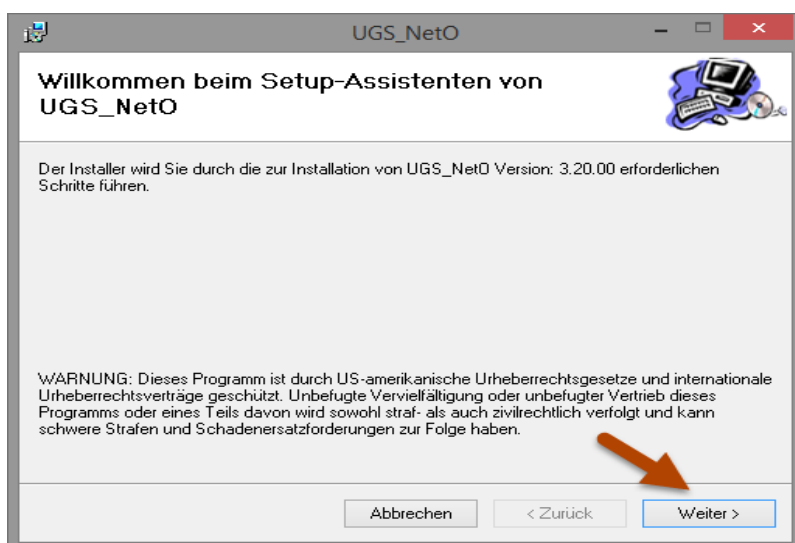 UGS_NetO
Willkommen beim Setup-Assistenten von
UGS_NetO
Der Installer wird Sie durch die zur Installation von UGS_NetO Version: 3.20.00 erforderlichen
Schritte führen.
WARNUNG: Dieses Programm ist durch US-amerikanische Urheberrechtsgesetze und internationale
Urheberrechtsverträge geschützt. Unbefugte Vervielfältigung oder unbefugter Vertrieb dieses
Programms oder eines Teils davon wird sowohl straf- als auch zivilrechtlich verfolgt und kann
schwere Strafen und Schadenersatzforderungen zur Folge haben.
Abbrechen < Zurück Weiter >